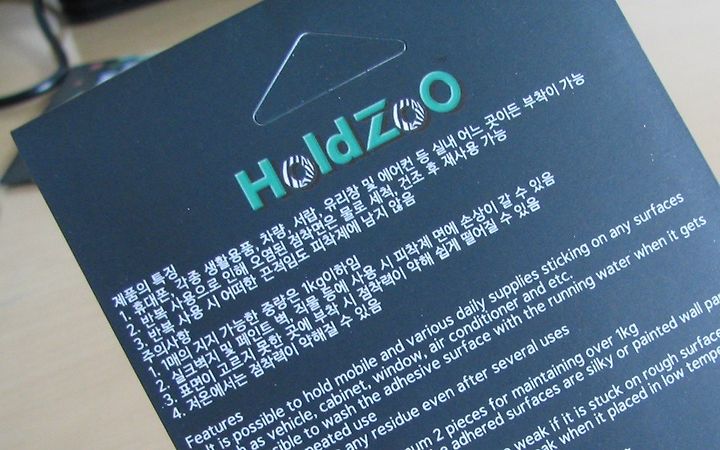 HoldZoo
제품의 특징
1. 휴대폰, 각종 생활용품, 차량, 서랍, 유리창 및 에어컨 등 실내 어느 곳이든 부착이 가능
2. 반복 사용으로 인해 오염된 점착면은 물로 세척, 건조 후 재사용 가능
3. 반복 사용 시 어떠한 끈적임도 피착제에 남지 않음
주의사항
1. 1매의 지지 가능한 중량은 1kg이하임
2. 실크벽지 및 페인트 벽, 직물 등에 사용 시 피착제 면에 손상이 갈 수 있음
3. 표면이 고르지 못한 곳에 부착 시 점착력이 약해 쉽게 떨어질 수 있음
4. 저온에서는 점착력이 약해질 수 있음
Features
It is possible to hold mobile and various daily supplies sticking on any surfaces
as vehicle, cabinet, window, air conditioner and etc.
to wash the adhesive surface with the running water when it gets
use
any residue even after several uses
2 pieces for maintaining over 1kg
adhered surfaces are silky or painted wall
weak if it is stuck on rough
when it placed in low